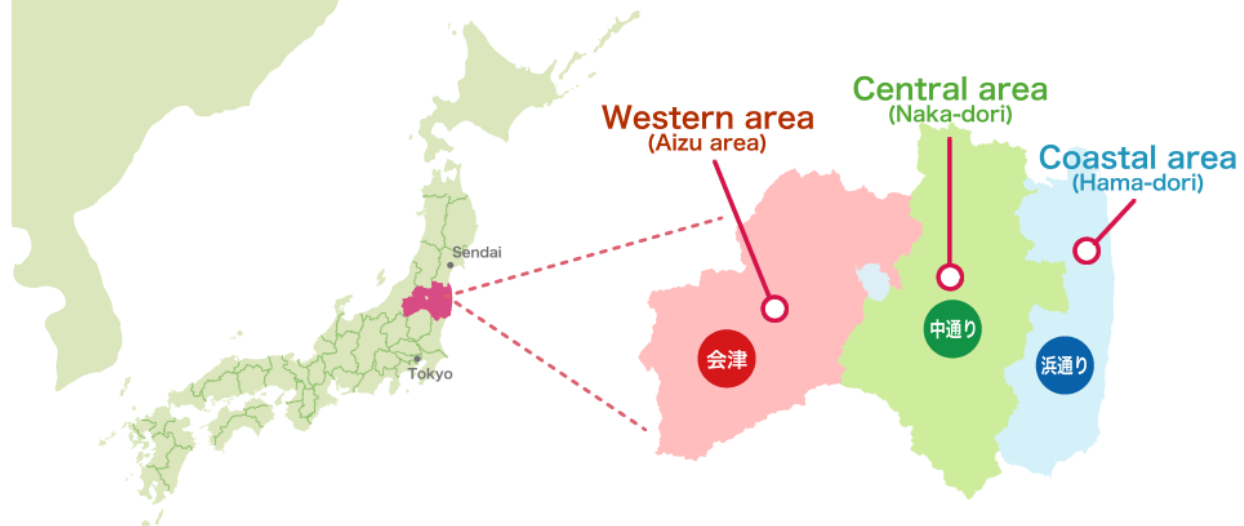 Sendai
Tokyo
Western area
(Aizu area)
会津
Central area
(Naka-dori)
中通り
Coastal area
(Hama-dori)
浜通り